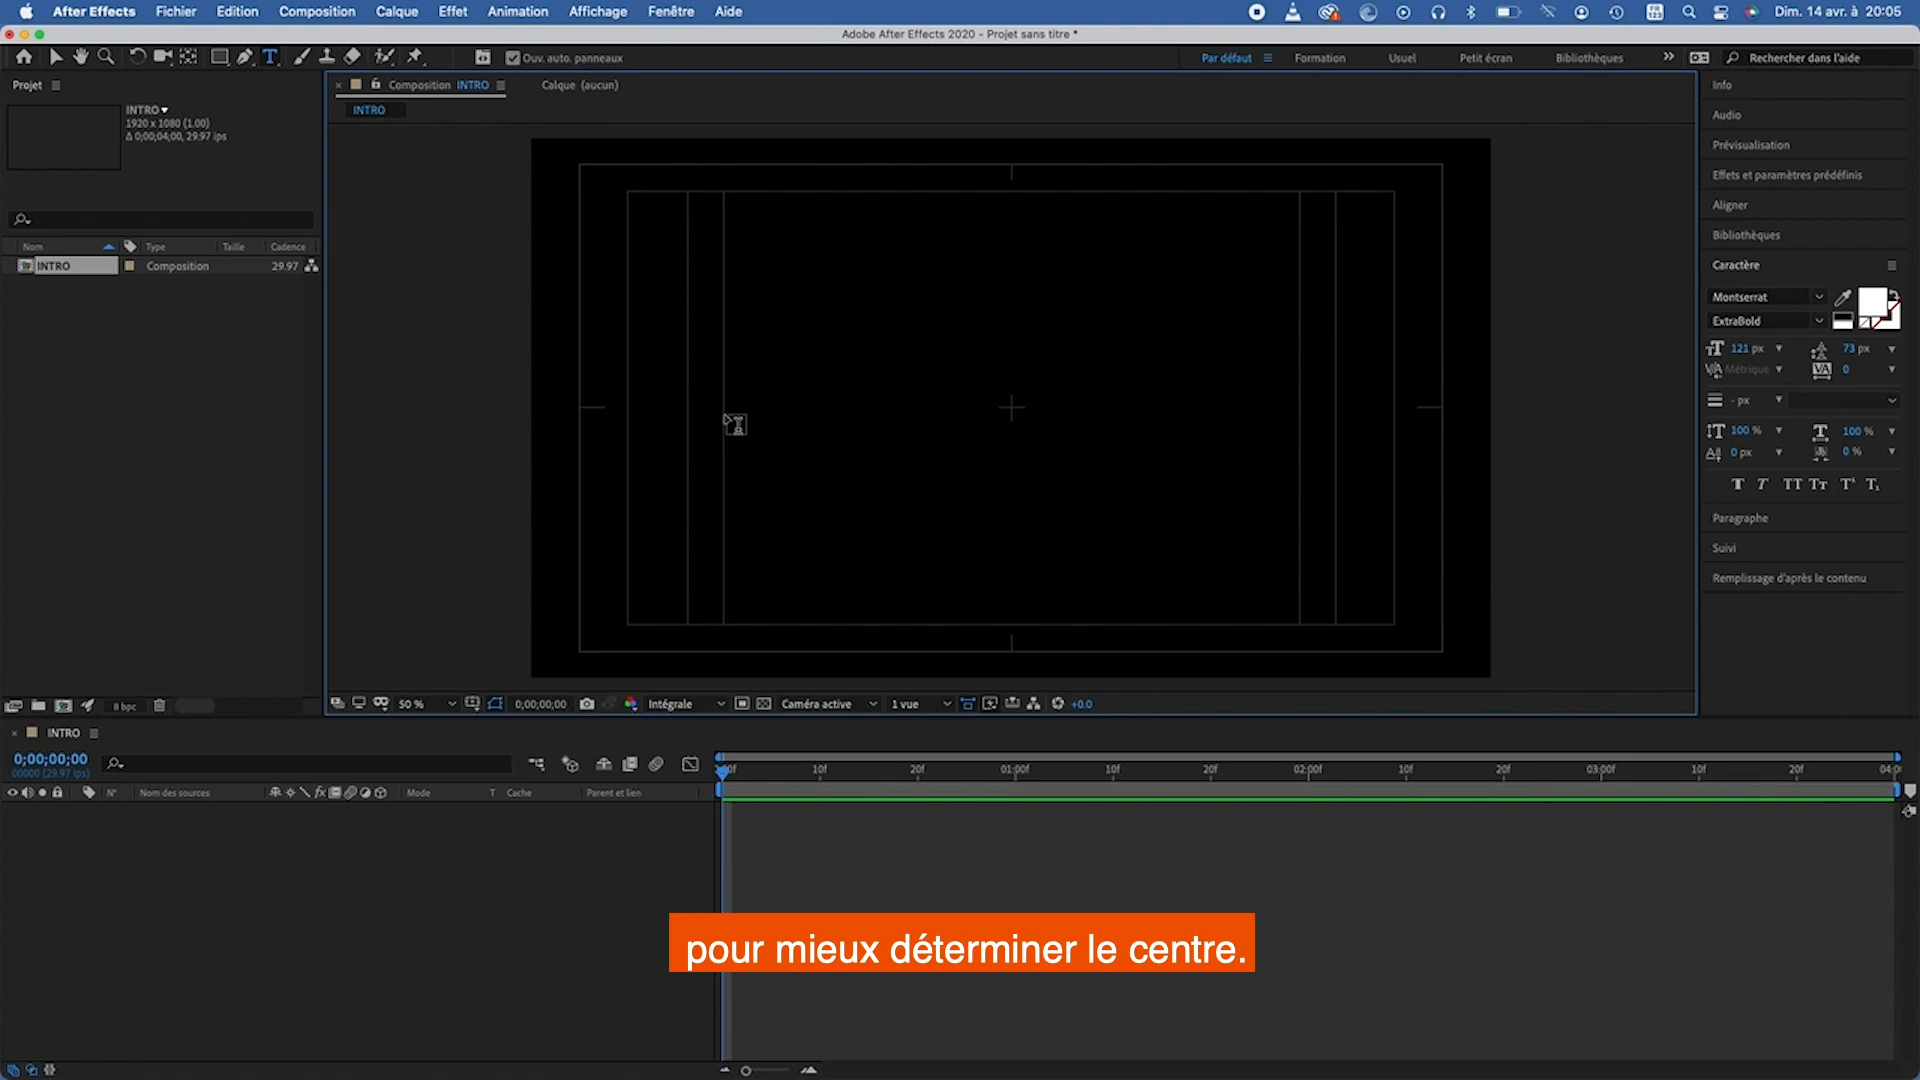 After Effects Fichier Edition Composition Calque Effet Animation Affichage Fenêtre Aide
Dim. 14 avr. à 20:05
Adobe After Effects 2020 - Projet sans titre *
Ouv. auto. panneaux
Par défaut
Formation
Usuel
Petit écran
Bibliothèques
Rechercher dans l'aide
Projet
INTRO
1920 x 1080 (1.00)
Δ 0;00;04;00, 29.97 ips
Nom Type Taille Cadence
INTRO Composition 29.97
8 bpc
Composition INTRO
Calque (aucun)
INTRO
50 %
0;00;00;00
Intégrale
Caméra active
1 vue
+0.0
Info
Audio
Prévisualisation
Effets et paramètres prédéfinis
Aligner
Bibliothèques
Caractère
Montserrat
ExtraBold
121 px
73 px
Métrique
0
- px
100 %
100 %
0 px
0 %
Paragraphe
Suivi
Remplissage d'après le contenu
INTRO
0;00;00;00
00000 (29.97 ips)
N° Nom des sources Mode T Cache Parent et lien
10f 20f 01:00f 10f 20f 02:00f 10f 20f 03:00f 10f 20f
pour mieux déterminer le centre.